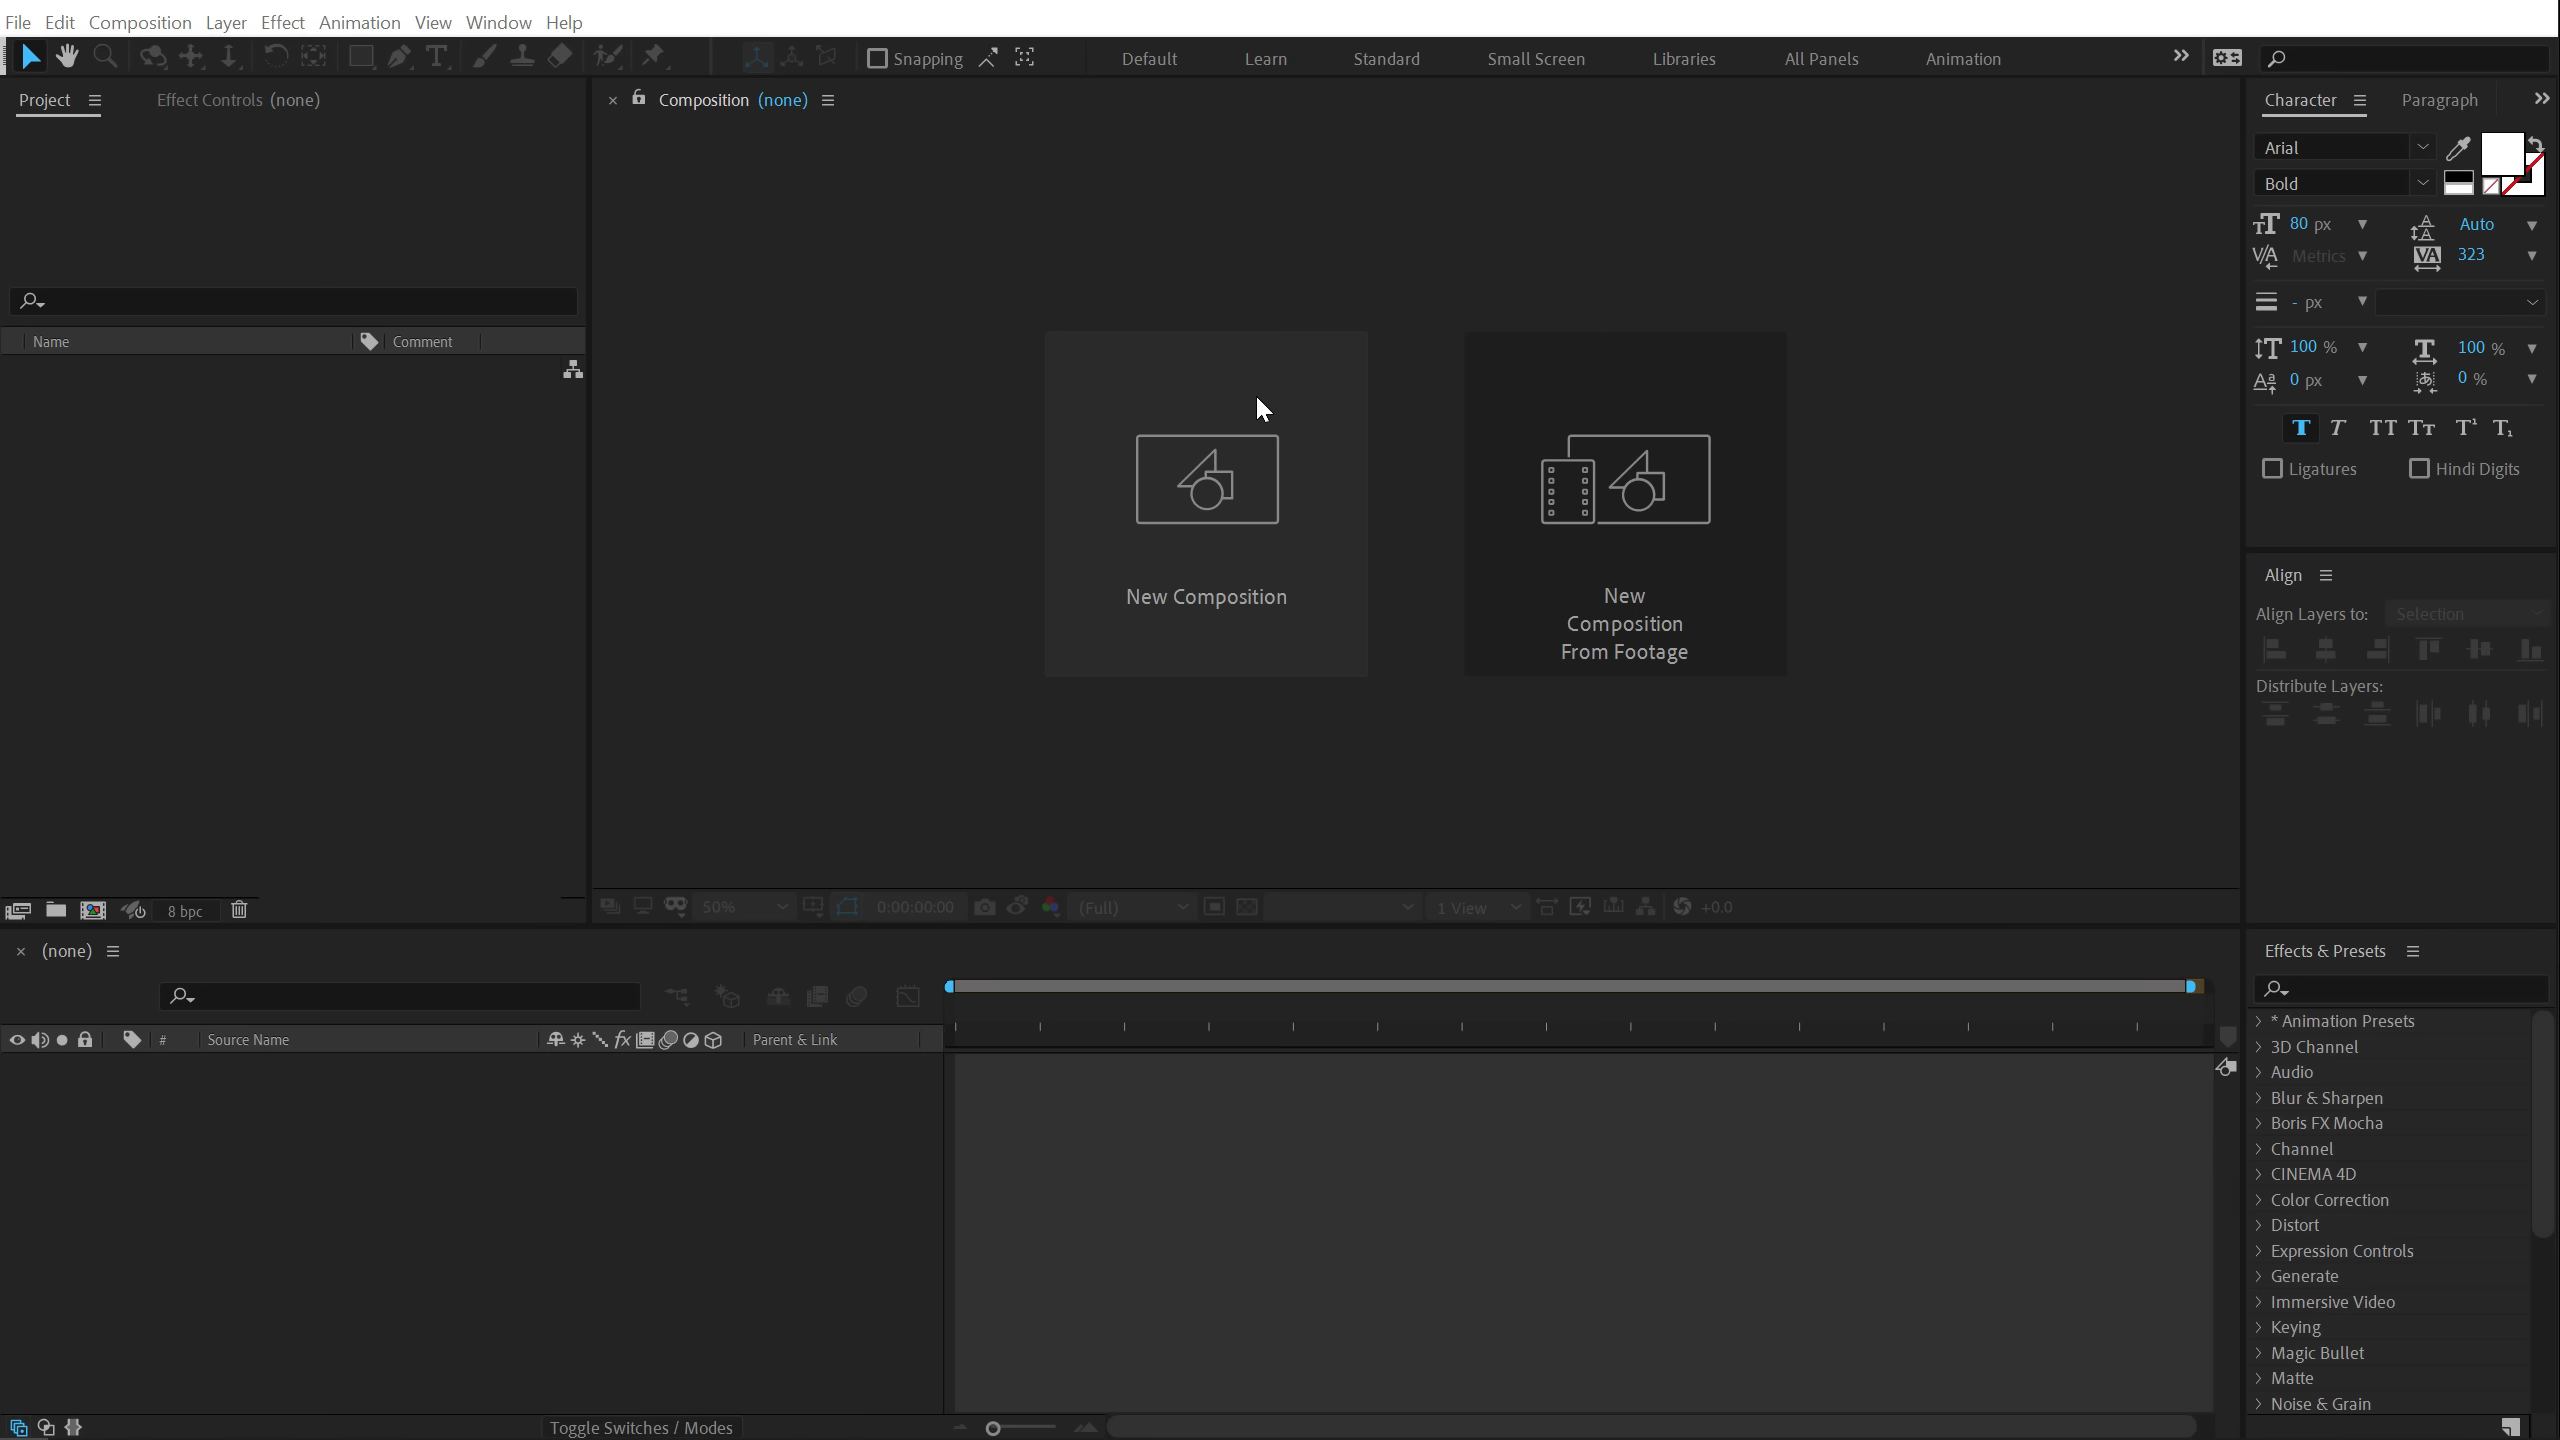 File Edit Composition Layer Effect Animation View Window Help
Snapping Default Learn Standard Small Screen Libraries All Panels Animation
Project Effect Controls (none)
Composition (none)
Character Paragraph
Arial
Bold
80 px Auto
Metrics 323
- px
100 % 100 %
0 px 0 %
T T TT Tt T¹ T₁
Ligatures Hindi Digits
Name Comment
New Composition
New
Composition
From Footage
Align
Align Layers to: Selection
Distribute Layers:
8 bpc
50% 0:00:00:00 (Full) 1 View +0.0
(none)
# Source Name fx Parent & Link
Toggle Switches / Modes
Effects & Presets
* Animation Presets
3D Channel
Audio
Blur & Sharpen
Boris FX Mocha
Channel
CINEMA 4D
Color Correction
Distort
Expression Controls
Generate
Immersive Video
Keying
Magic Bullet
Matte
Noise & Grain